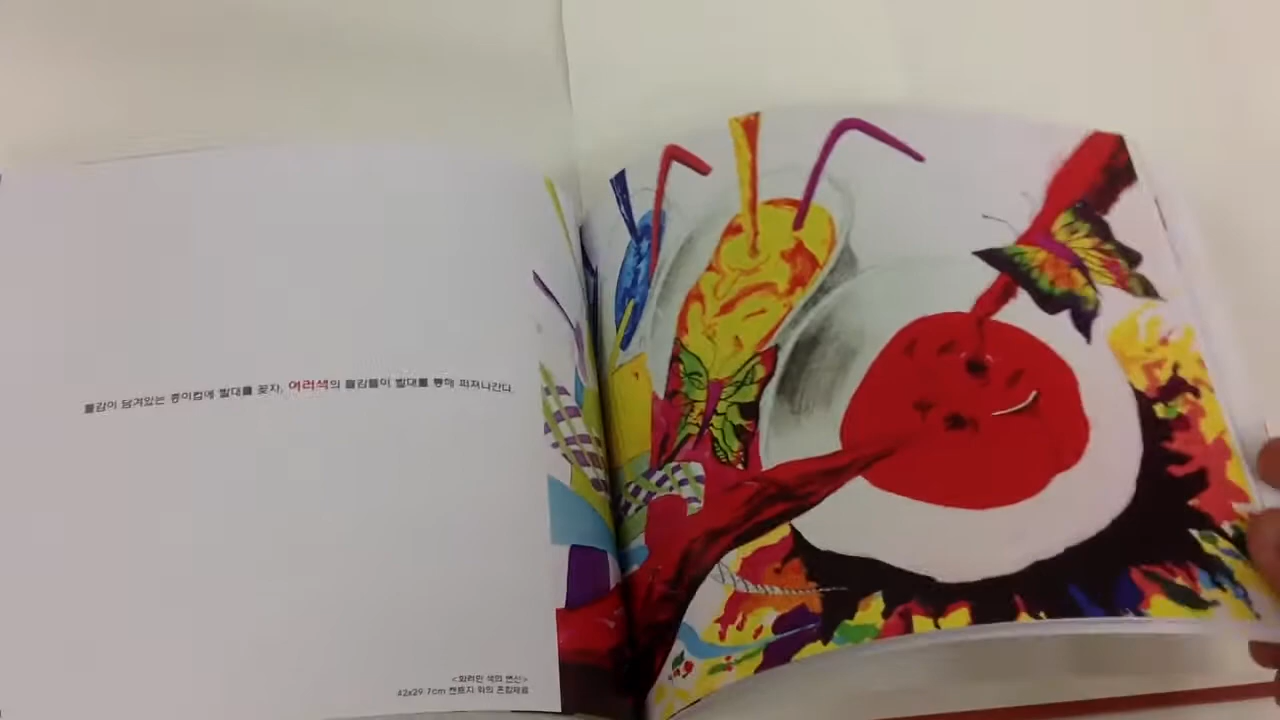 물감이 담겨있는 종이컵에 빨대를 꽂자, 여러색의 물감들이 빨대를 통해 퍼져나간다.
<화려한 색의 변신>
42x29.7cm 켄트지 위의 혼합재료